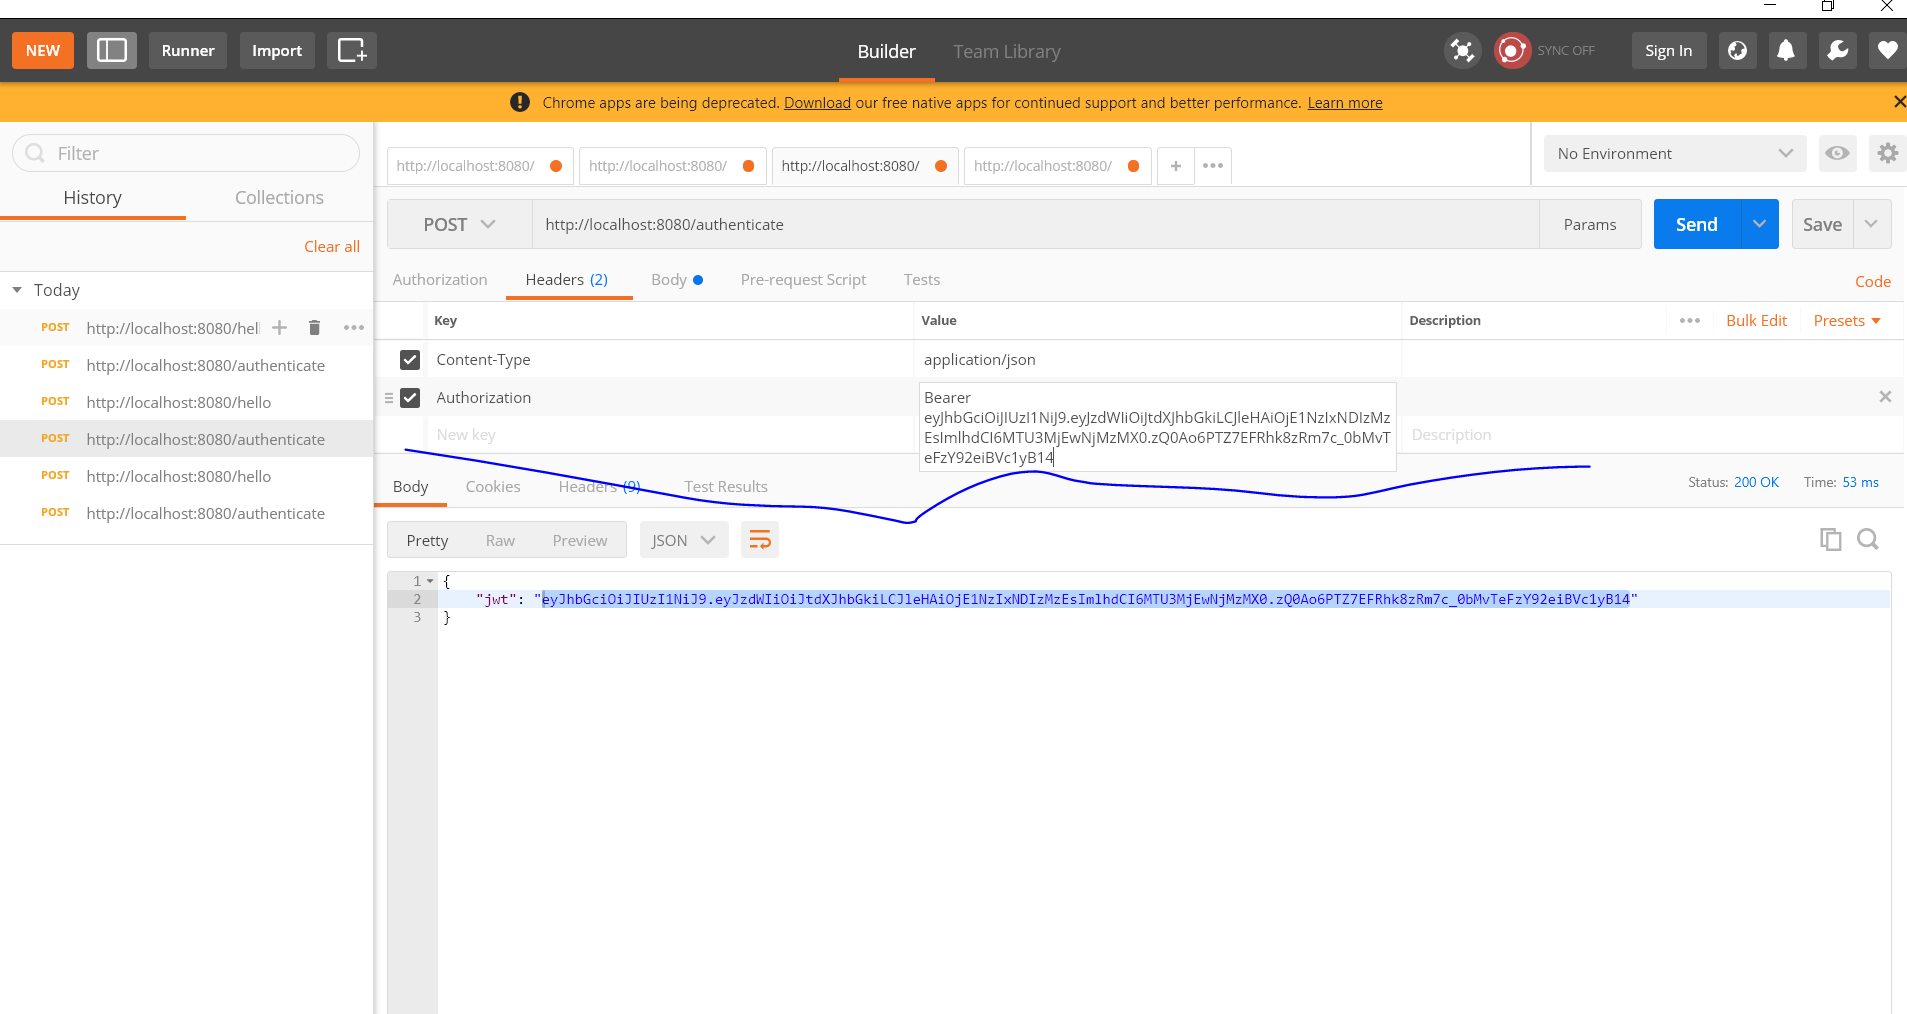 NEW Runner Import Builder Team Library SYNC OFF Sign In
Chrome apps are being deprecated. Download our free native apps for continued support and better performance. Learn more
Filter
History Collections
Clear all
Today
POST http://localhost:8080/hel
POST http://localhost:8080/authenticate
POST http://localhost:8080/hello
POST http://localhost:8080/authenticate
POST http://localhost:8080/hello
POST http://localhost:8080/authenticate
http://localhost:8080/ http://localhost:8080/ http://localhost:8080/ http://localhost:8080/ + No Environment
POST http://localhost:8080/authenticate Params Send Save
Authorization Headers (2) Body Pre-request Script Tests Code
Key Value Description Bulk Edit Presets
Content-Type application/json
Authorization Bearer
eyJhbGciOiJIUzI1NiJ9.eyJzdWIiOiJtdXJhbGkiLCJleHAiOjE1NzIxNDIzMz
EsImlhdCI6MTU3MjEwNjMzMX0.zQ0Ao6PTZ7EFRhk8zRm7c_0bMvT
eFzY92eiBVc1yB14
New key Description
Body Cookies Headers (9) Test Results Status: 200 OK Time: 53 ms
Pretty Raw Preview JSON
1 {
2 "jwt": "eyJhbGciOiJIUzI1NiJ9.eyJzdWIiOiJtdXJhbGkiLCJleHAiOjE1NzIxNDIzMzEsImlhdCI6MTU3MjEwNjMzMX0.zQ0Ao6PTZ7EFRhk8zRm7c_0bMvTeFzY92eiBVc1yB14"
3 }